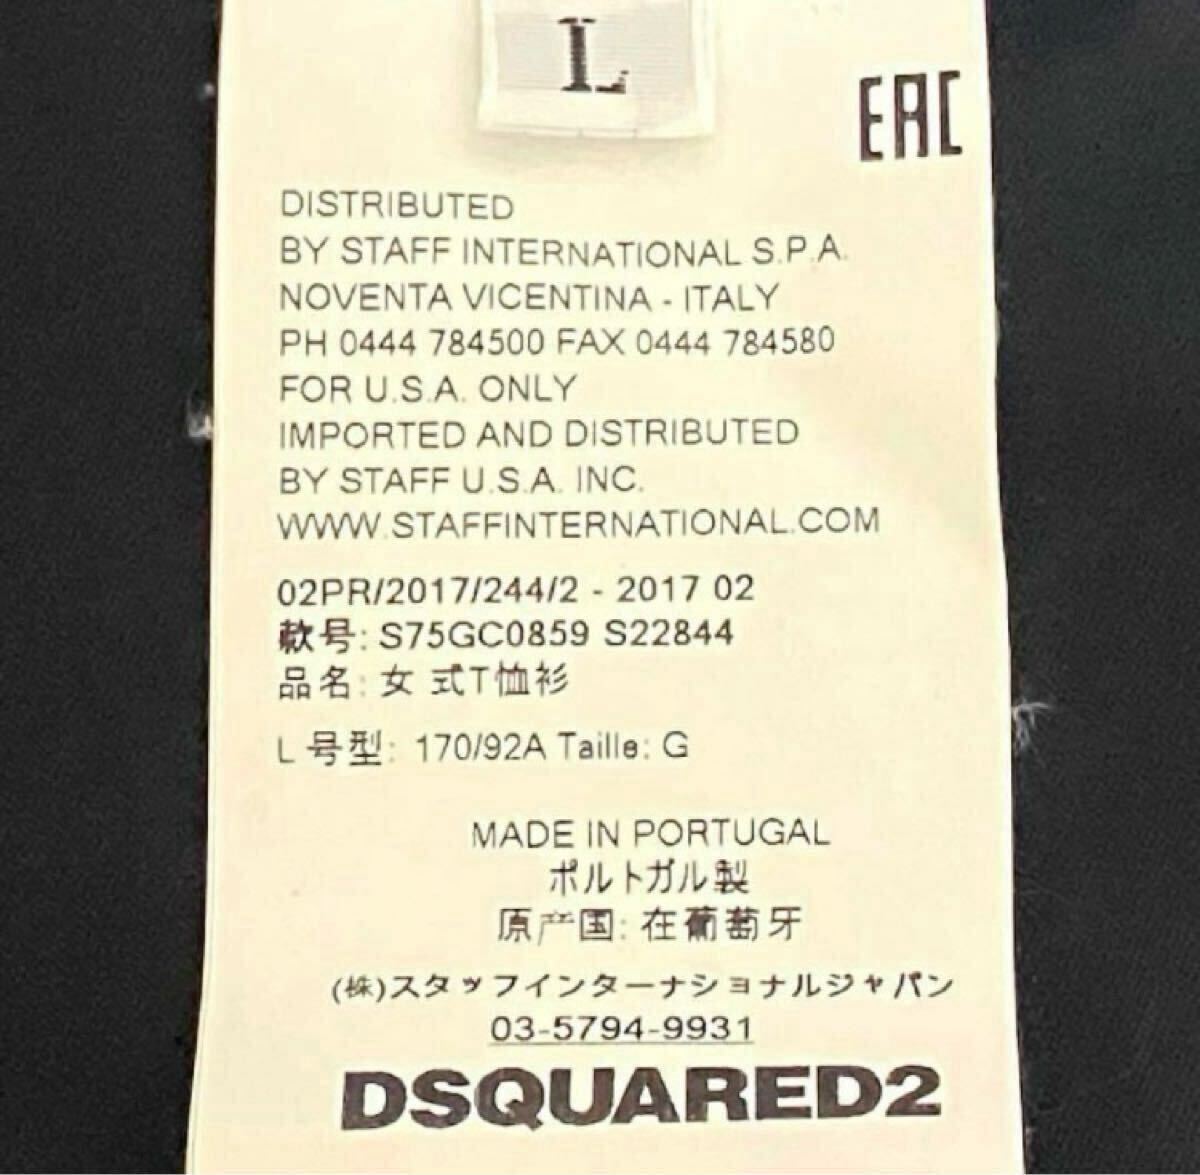 L
EAC
DISTRIBUTED
BY STAFF INTERNATIONAL S.P.A.
NOVENTA VICENTINA - ITALY
PH 0444 784500 FAX 0444 784580
FOR U.S.A. ONLY
IMPORTED AND DISTRIBUTED
BY STAFF U.S.A. INC.
WWW.STAFFINTERNATIONAL.COM
02PR/2017/244/2 - 2017 02
款号: S75GC0859 S22844
品名: 女 式T恤衫
L 号型: 170/92A Taille: G
MADE IN PORTUGAL
ポルトガル製
原产国: 在葡萄牙
(株)スタッフインターナショナルジャパン
03-5794-9931
DSQUARED2